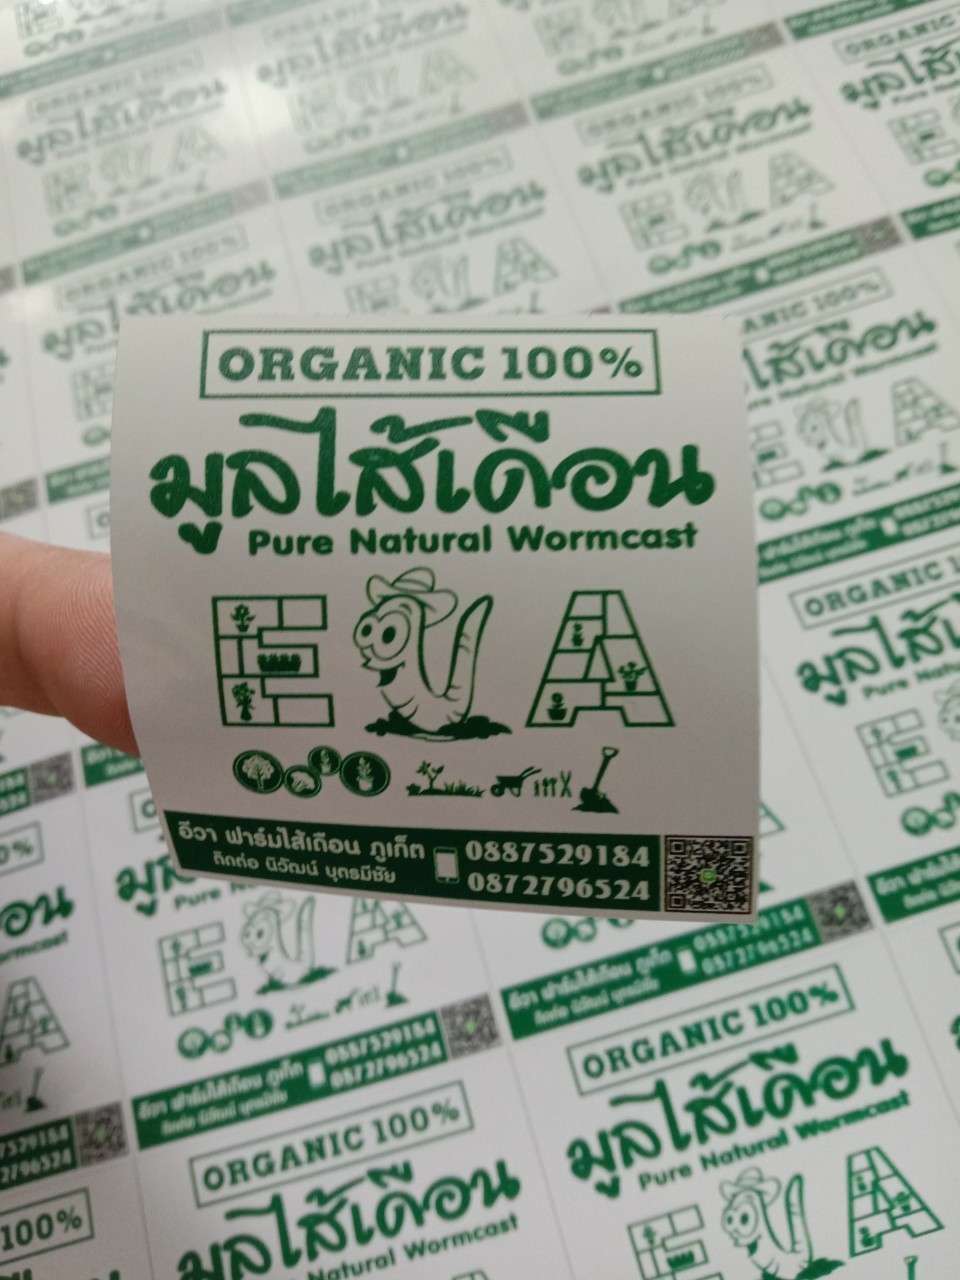 ORGANIC 100%
มูลไส้เดือน
Pure Natural Wormcast
EVA
อีวา ฟาร์มไส้เดือน ภูเก็ต
ติดต่อ นิวัฒน์ บุตรมีชัย
0887529184
0872796524